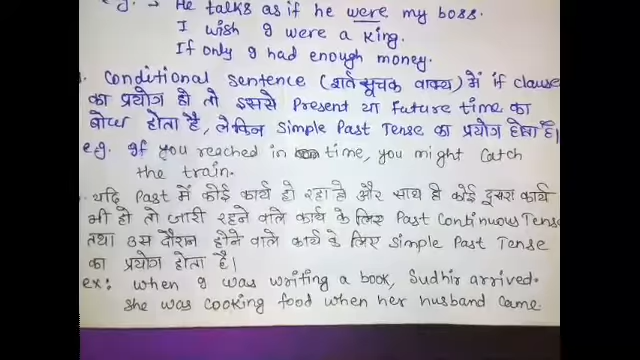 e.g. → He talks as if he were my boss.
I wish I were a king.
If only I had enough money.
Conditional sentence (शर्तसूचक वाक्य) में if clause
का प्रयोग हो तो इससे Present या Future time का
बोध होता है, लेकिन Simple Past Tense का प्रयोग होता है।
e.g. If you reached in time, you might catch
the train.
यदि Past में कोई कार्य हो रहा हो और साथ ही कोई दूसरा कार्य
भी हो तो जारी रहने वाले कार्य के लिए Past Continuous Tense
तथा उस दौरान होने वाले कार्य के लिए Simple Past Tense
का प्रयोग होता है।
ex: when I was writing a book, Sudhir arrived.
she was cooking food when her husband came.